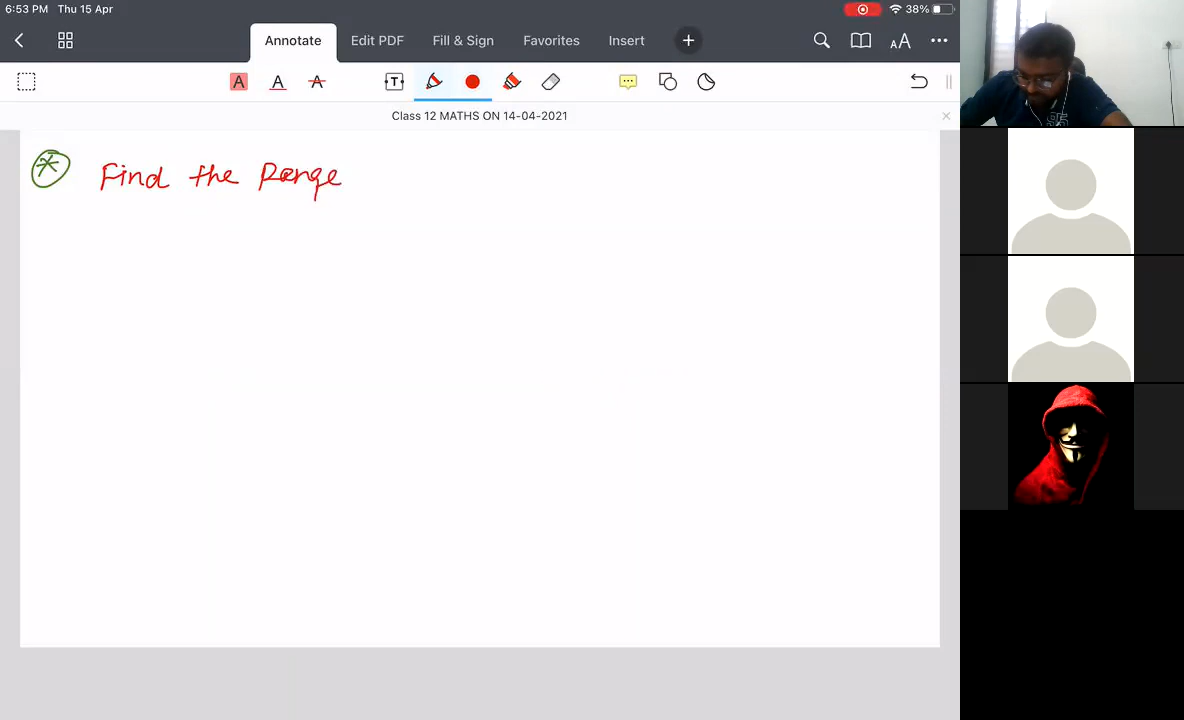 6:53 PM Thu 15 Apr 38%
Annotate Edit PDF Fill & Sign Favorites Insert
Class 12 MATHS ON 14-04-2021
Find the Range